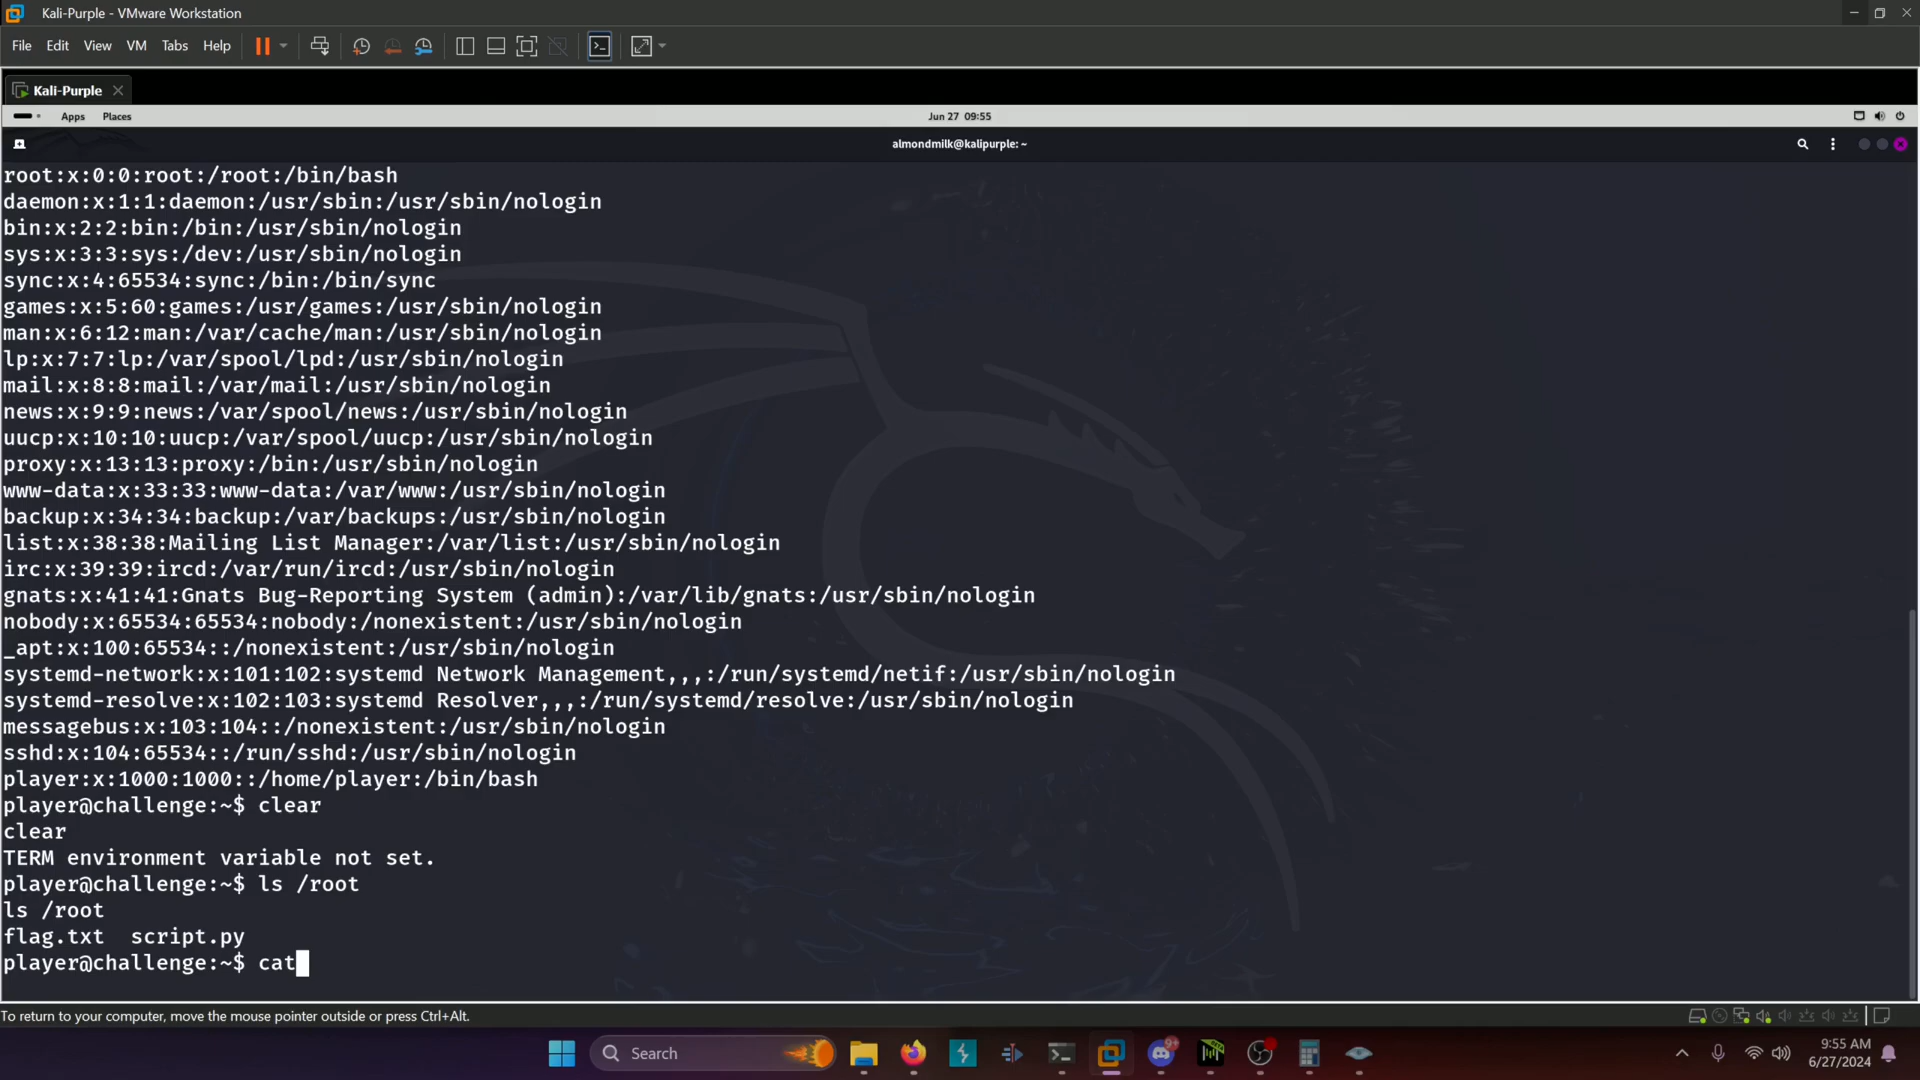 Kali-Purple - VMware Workstation
File Edit View VM Tabs Help
Kali-Purple
Apps Places Jun 27 09:55
almondmilk@kalipurple: ~
root:x:0:0:root:/root:/bin/bash
daemon:x:1:1:daemon:/usr/sbin:/usr/sbin/nologin
bin:x:2:2:bin:/bin:/usr/sbin/nologin
sys:x:3:3:sys:/dev:/usr/sbin/nologin
sync:x:4:65534:sync:/bin:/bin/sync
games:x:5:60:games:/usr/games:/usr/sbin/nologin
man:x:6:12:man:/var/cache/man:/usr/sbin/nologin
lp:x:7:7:lp:/var/spool/lpd:/usr/sbin/nologin
mail:x:8:8:mail:/var/mail:/usr/sbin/nologin
news:x:9:9:news:/var/spool/news:/usr/sbin/nologin
uucp:x:10:10:uucp:/var/spool/uucp:/usr/sbin/nologin
proxy:x:13:13:proxy:/bin:/usr/sbin/nologin
www-data:x:33:33:www-data:/var/www:/usr/sbin/nologin
backup:x:34:34:backup:/var/backups:/usr/sbin/nologin
list:x:38:38:Mailing List Manager:/var/list:/usr/sbin/nologin
irc:x:39:39:ircd:/var/run/ircd:/usr/sbin/nologin
gnats:x:41:41:Gnats Bug-Reporting System (admin):/var/lib/gnats:/usr/sbin/nologin
nobody:x:65534:65534:nobody:/nonexistent:/usr/sbin/nologin
_apt:x:100:65534::/nonexistent:/usr/sbin/nologin
systemd-network:x:101:102:systemd Network Management,,,:/run/systemd/netif:/usr/sbin/nologin
systemd-resolve:x:102:103:systemd Resolver,,,:/run/systemd/resolve:/usr/sbin/nologin
messagebus:x:103:104::/nonexistent:/usr/sbin/nologin
sshd:x:104:65534::/run/sshd:/usr/sbin/nologin
player:x:1000:1000::/home/player:/bin/bash
player@challenge:~$ clear
clear
TERM environment variable not set.
player@challenge:~$ ls /root
ls /root
flag.txt  script.py
player@challenge:~$ cat
To return to your computer, move the mouse pointer outside or press Ctrl+Alt.
Search
9:55 AM
6/27/2024